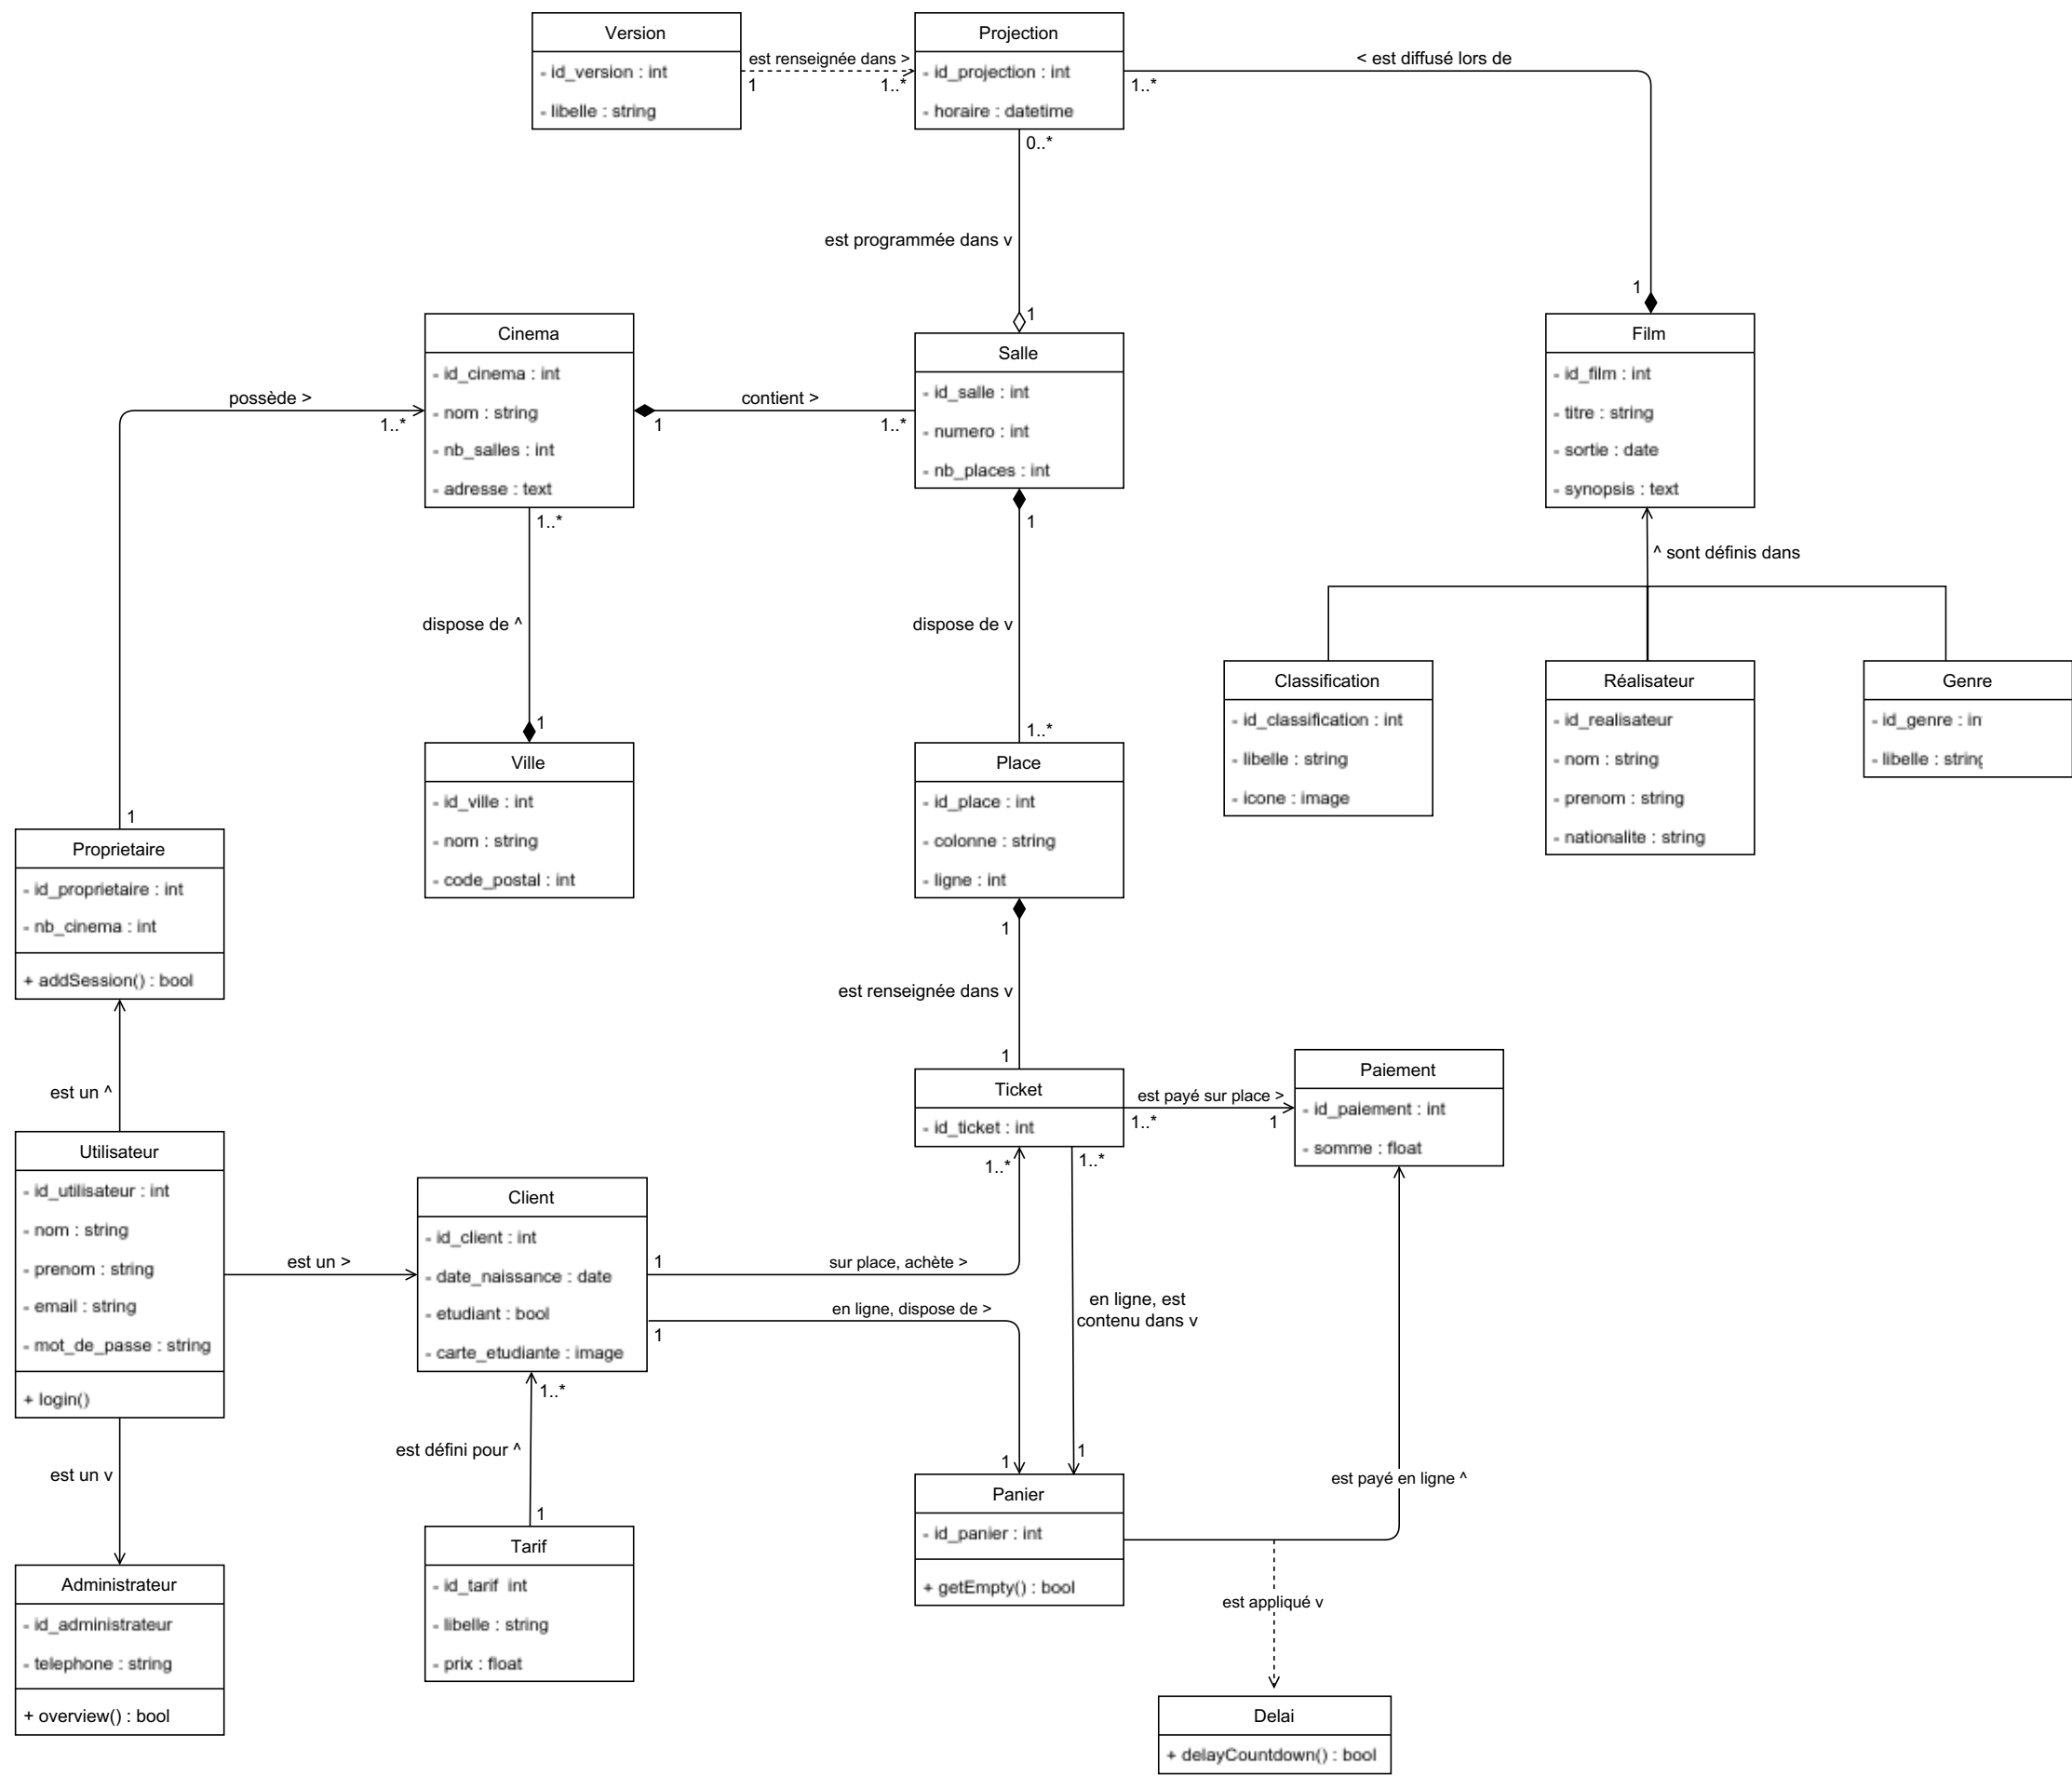 Version
- id_version : int
- libelle : string
est renseignée dans >
1
1..*
Projection
- id_projection : int
- horaire : datetime
1..*
< est diffusé lors de
0..*
est programmée dans v
1
1
Cinema
- id_cinema : int
- nom : string
- nb_salles : int
- adresse : text
possède >
1..*
contient >
1
1..*
Salle
- id_salle : int
- numero : int
- nb_places : int
Film
- id_film : int
- titre : string
- sortie : date
- synopsis : text
1..*
1
^ sont définis dans
dispose de ^
dispose de v
1
1..*
Classification
- id_classification : int
- libelle : string
- icone : image
Réalisateur
- id_realisateur
- nom : string
- prenom : string
- nationalite : string
Genre
- id_genre : in
- libelle : string
Ville
- id_ville : int
- nom : string
- code_postal : int
Place
- id_place : int
- colonne : string
- ligne : int
1
Proprietaire
- id_proprietaire : int
- nb_cinema : int
+ addSession() : bool
1
est renseignée dans v
1
est un ^
Ticket
- id_ticket : int
est payé sur place >
1..*
1
Paiement
- id_paiement : int
- somme : float
Utilisateur
- id_utilisateur : int
- nom : string
- prenom : string
- email : string
- mot_de_passe : string
+ login()
est un >
Client
- id_client : int
- date_naissance : date
- etudiant : bool
- carte_etudiante : image
1..*
1..*
1
sur place, achète >
en ligne, dispose de >
1
en ligne, est
contenu dans v
1..*
est défini pour ^
1
est un v
1
1
est payé en ligne ^
Panier
- id_panier : int
+ getEmpty() : bool
Tarif
- id_tarif  int
- libelle : string
- prix : float
Administrateur
- id_administrateur
- telephone : string
+ overview() : bool
est appliqué v
Delai
+ delayCountdown() : bool